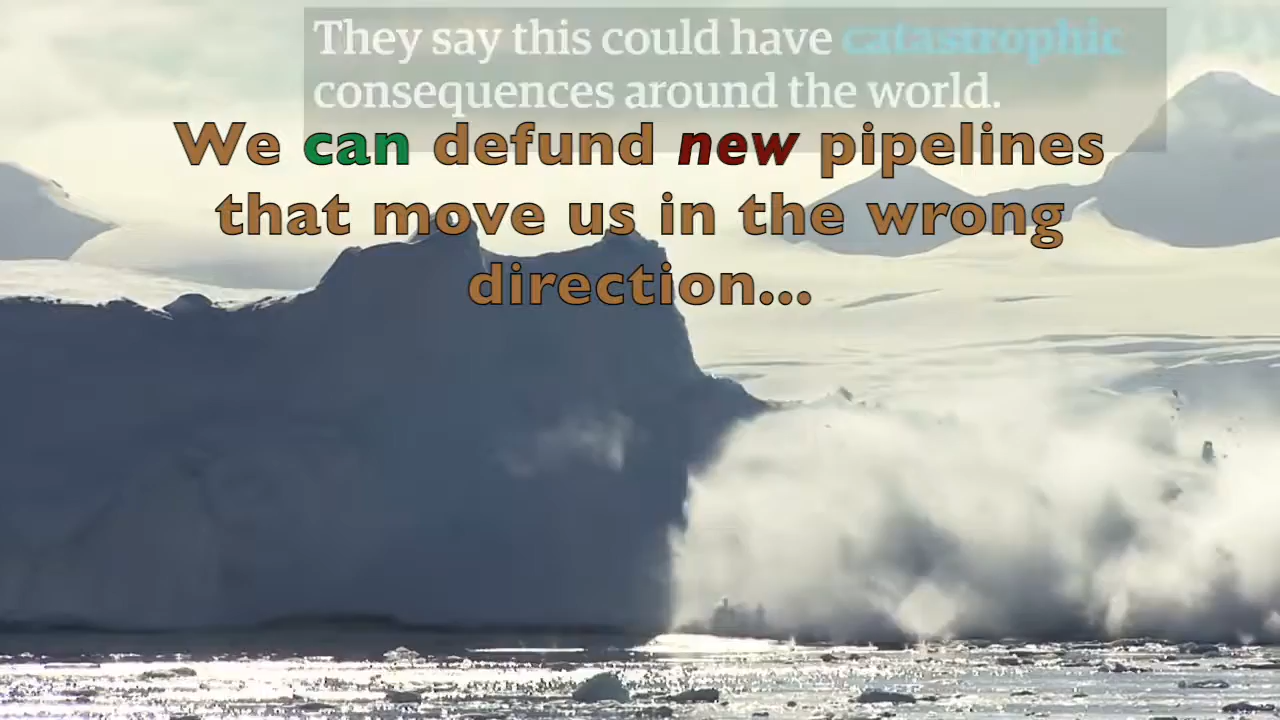 They say this could have catastrophic
consequences around the world.
We can defund new pipelines
that move us in the wrong
direction...